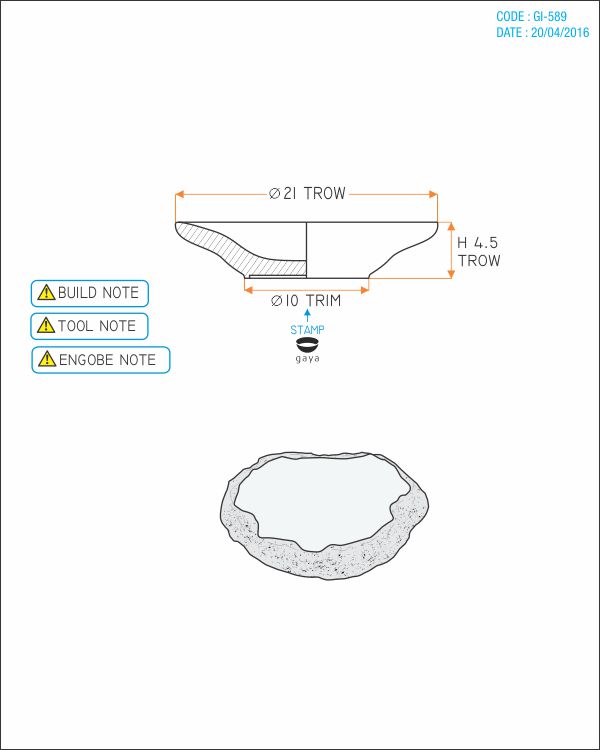 CODE : GI-589
DATE : 20/04/2016
∅21 TROW
H 4.5
TROW
∅10 TRIM
STAMP
gaya
BUILD NOTE
TOOL NOTE
ENGOBE NOTE